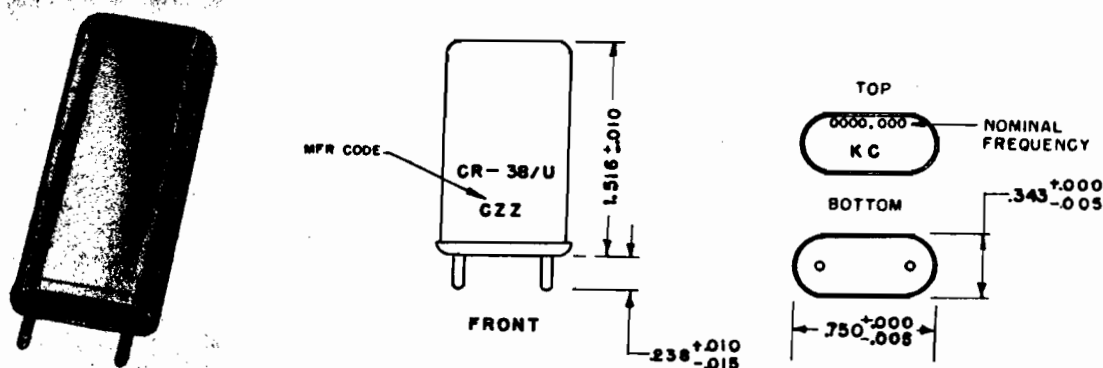 MFR CODE
CR-38/U
CZZ
FRONT
1.516±.010
.238 +.010 -.015
TOP
0000.000
KC
NOMINAL
FREQUENCY
BOTTOM
.343 +.000 -.005
.750 +.000 -.005